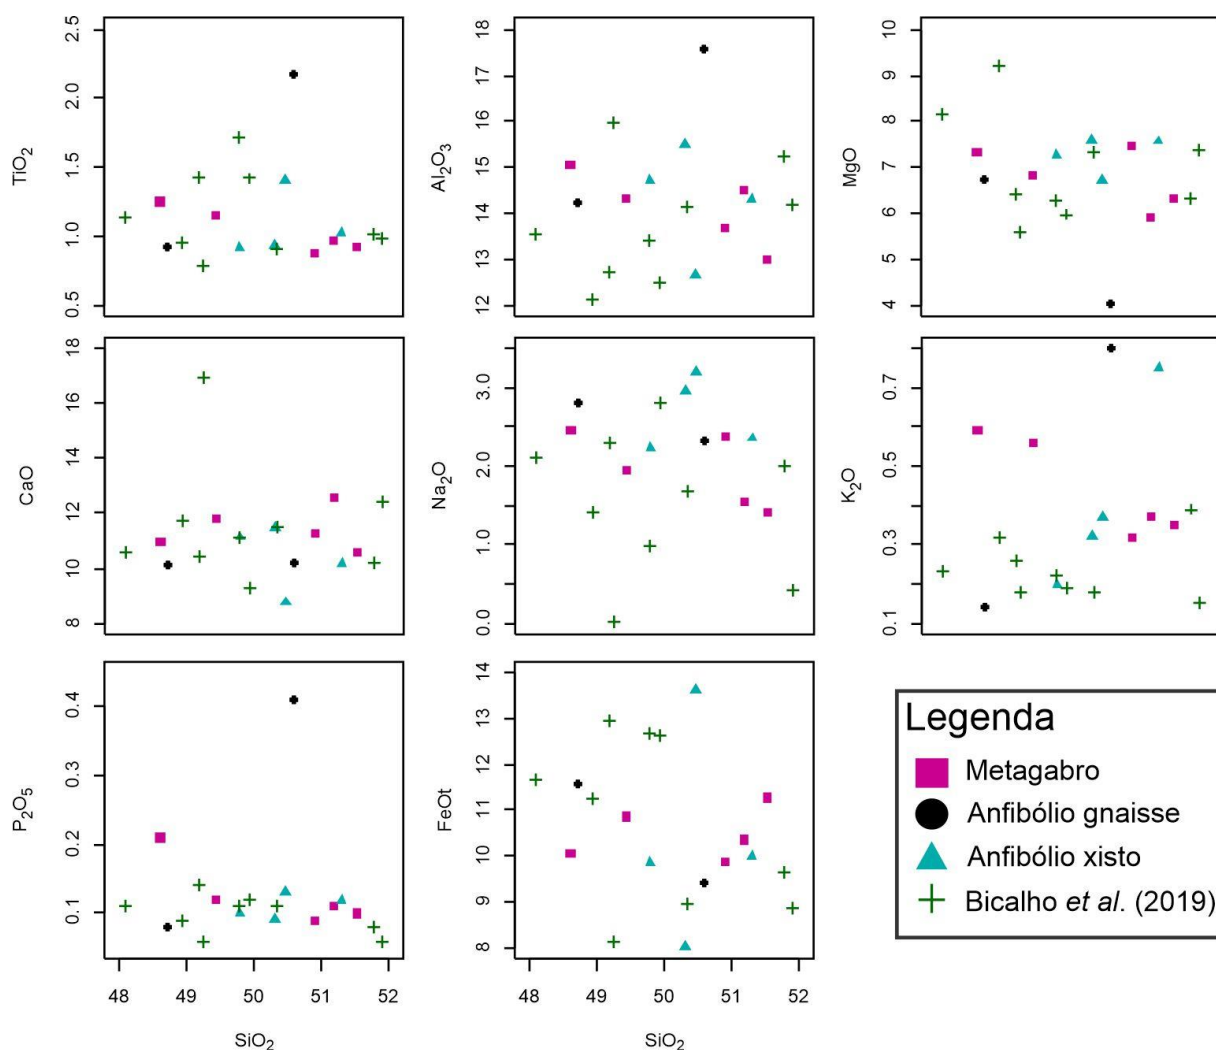 TiO2
2.5
2.0
1.5
1.0
0.5
Al2O3
18
17
16
15
14
13
12
MgO
10
9
8
7
6
5
4
CaO
18
16
14
12
10
8
Na2O
3.0
2.0
1.0
0.0
K2O
0.7
0.5
0.3
0.1
P2O5
0.4
0.3
0.2
0.1
48 49 50 51 52
SiO2
FeOt
14
13
12
11
10
9
8
48 49 50 51 52
SiO2
Legenda
Metagabro
Anfibólio gnaisse
Anfibólio xisto
Bicalho et al. (2019)